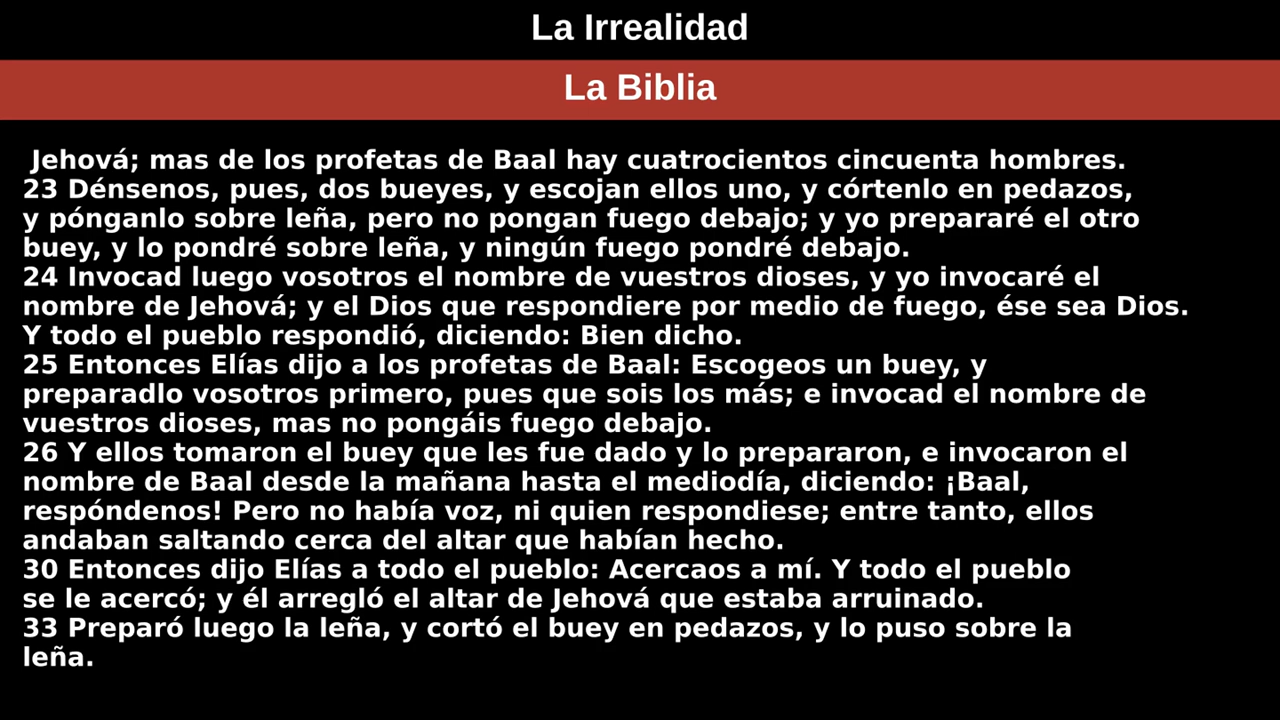 La Irrealidad
La Biblia
Jehová; mas de los profetas de Baal hay cuatrocientos cincuenta hombres.
23 Dénsenos, pues, dos bueyes, y escojan ellos uno, y córtenlo en pedazos,
y pónganlo sobre leña, pero no pongan fuego debajo; y yo prepararé el otro
buey, y lo pondré sobre leña, y ningún fuego pondré debajo.
24 Invocad luego vosotros el nombre de vuestros dioses, y yo invocaré el
nombre de Jehová; y el Dios que respondiere por medio de fuego, ése sea Dios.
Y todo el pueblo respondió, diciendo: Bien dicho.
25 Entonces Elías dijo a los profetas de Baal: Escogeos un buey, y
preparadlo vosotros primero, pues que sois los más; e invocad el nombre de
vuestros dioses, mas no pongáis fuego debajo.
26 Y ellos tomaron el buey que les fue dado y lo prepararon, e invocaron el
nombre de Baal desde la mañana hasta el mediodía, diciendo: ¡Baal,
respóndenos! Pero no había voz, ni quien respondiese; entre tanto, ellos
andaban saltando cerca del altar que habían hecho.
30 Entonces dijo Elías a todo el pueblo: Acercaos a mí. Y todo el pueblo
se le acercó; y él arregló el altar de Jehová que estaba arruinado.
33 Preparó luego la leña, y cortó el buey en pedazos, y lo puso sobre la
leña.